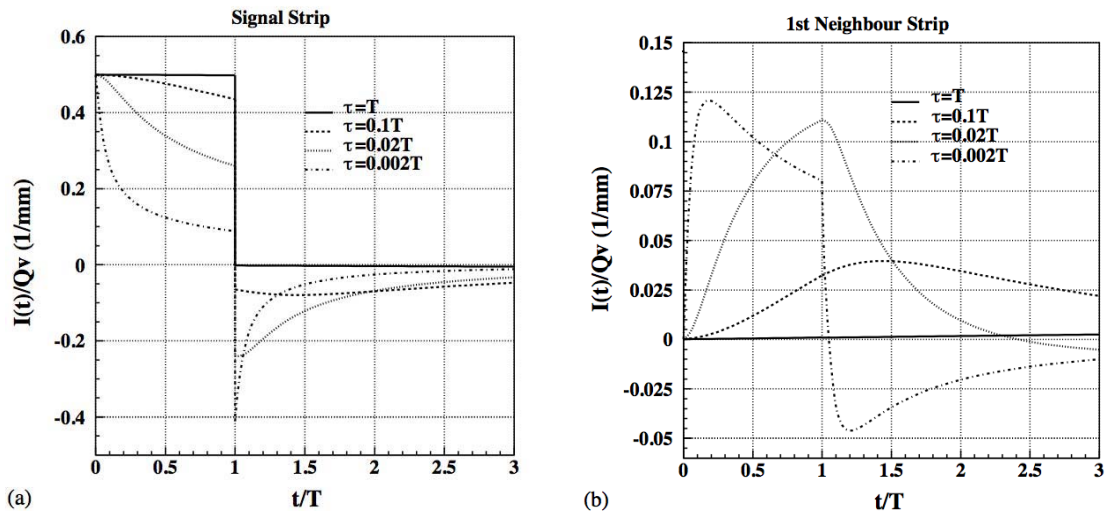 Signal Strip
0.6
0.4
0.2
0
-0.2
-0.4
I(t)/Qv (1/mm)
τ=T
τ=0.1T
τ=0.02T
τ=0.002T
0
0.5
1
1.5
2
2.5
3
t/T
(a)
1st Neighbour Strip
0.15
0.125
0.1
0.075
0.05
0.025
0
-0.025
-0.05
I(t)/Qv (1/mm)
τ=T
τ=0.1T
τ=0.02T
τ=0.002T
0
0.5
1
1.5
2
2.5
3
t/T
(b)